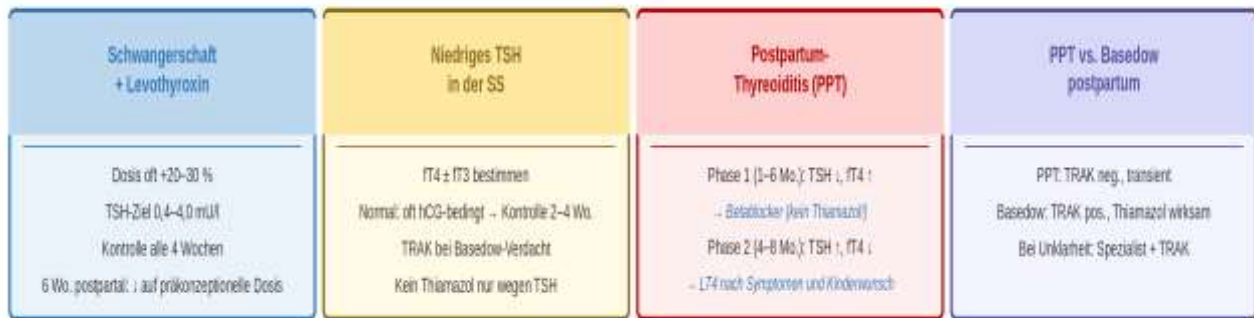 Schwangerschaft
+ Levothyroxin
Dosis oft +20–30 %
TSH-Ziel 0,4–4,0 mU/l
Kontrolle alle 4 Wochen
6 Wo. postpartal: ↓ auf präkonzeptionelle Dosis
Niedriges TSH
in der SS
fT4 ± fT3 bestimmen
Normal: oft hCG-bedingt → Kontrolle 2–4 Wo.
TRAK bei Basedow-Verdacht
Kein Thiamazol nur wegen TSH
Postpartum-
Thyreoiditis (PPT)
Phase 1 (1–6 Mo.): TSH ↓, fT4 ↑
→ Betablocker (kein Thiamazol!)
Phase 2 (4–8 Mo.): TSH ↑, fT4 ↓
→ LT4 nach Symptomen und Kinderwunsch
PPT vs. Basedow
postpartum
PPT: TRAK neg., transient
Basedow: TRAK pos., Thiamazol wirksam
Bei Unklarheit: Spezialist + TRAK